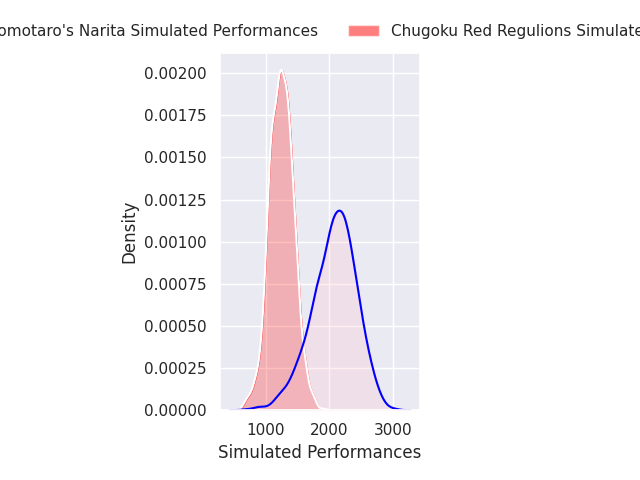 omotaro's Narita Simulated Performances
Chugoku Red Regulions Simulate
0.00200
0.00175
0.00150
0.00125
0.00100
0.00075
0.00050
0.00025
0.00000
Density
1000 2000 3000
Simulated Performances